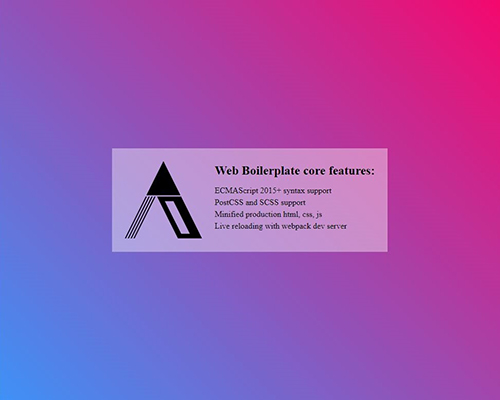 Web Boilerplate core features:
ECMAScript 2015+ syntax support
PostCSS and SCSS support
Minified production html, css, js
Live reloading with webpack dev server